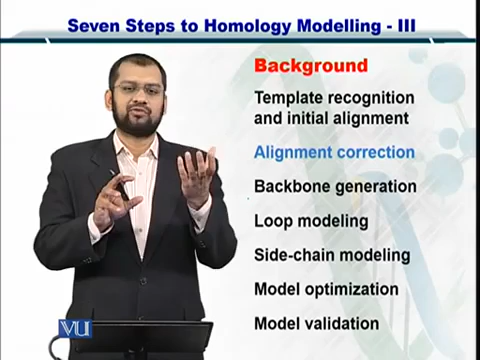 Seven Steps to Homology Modelling - III
Background
Template recognition
and initial alignment
Alignment correction
Backbone generation
Loop modeling
Side-chain modeling
Model optimization
Model validation
VU